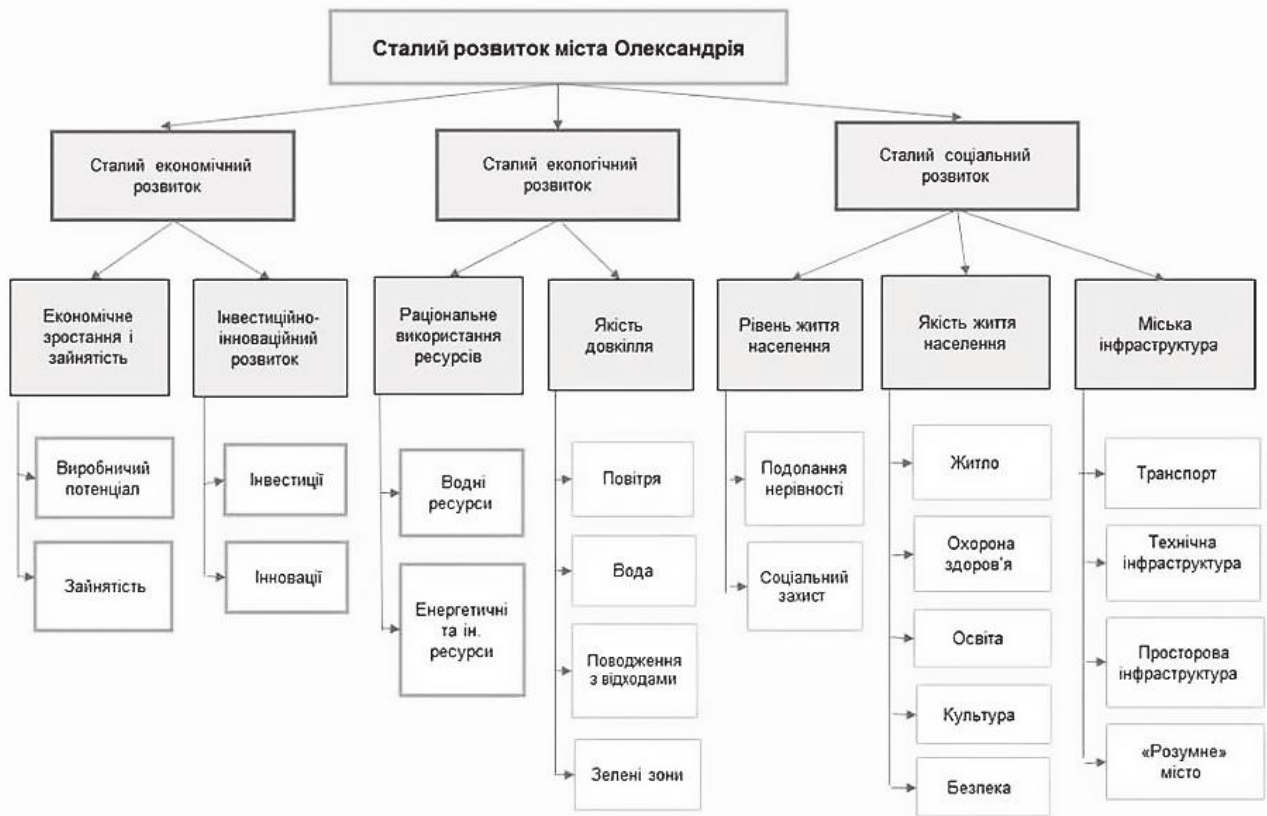 Сталий розвиток міста Олександрія
Сталий економічний
розвиток
Сталий екологічний
розвиток
Сталий соціальний
розвиток
Економічне
зростання і
зайнятість
Інвестиційно-
інноваційний
розвиток
Раціональне
використання
ресурсів
Якість
довкілля
Рівень життя
населення
Якість життя
населення
Міська
інфраструктура
Виробничий
потенціал
Зайнятість
Інвестиції
Інновації
Водні
ресурси
Енергетичні
та ін.
ресурси
Повітря
Вода
Поводження
з відходами
Зелені зони
Подолання
нерівності
Соціальний
захист
Житло
Охорона
здоров'я
Освіта
Культура
Безпека
Транспорт
Технічна
інфраструктура
Просторова
інфраструктура
«Розумне»
місто